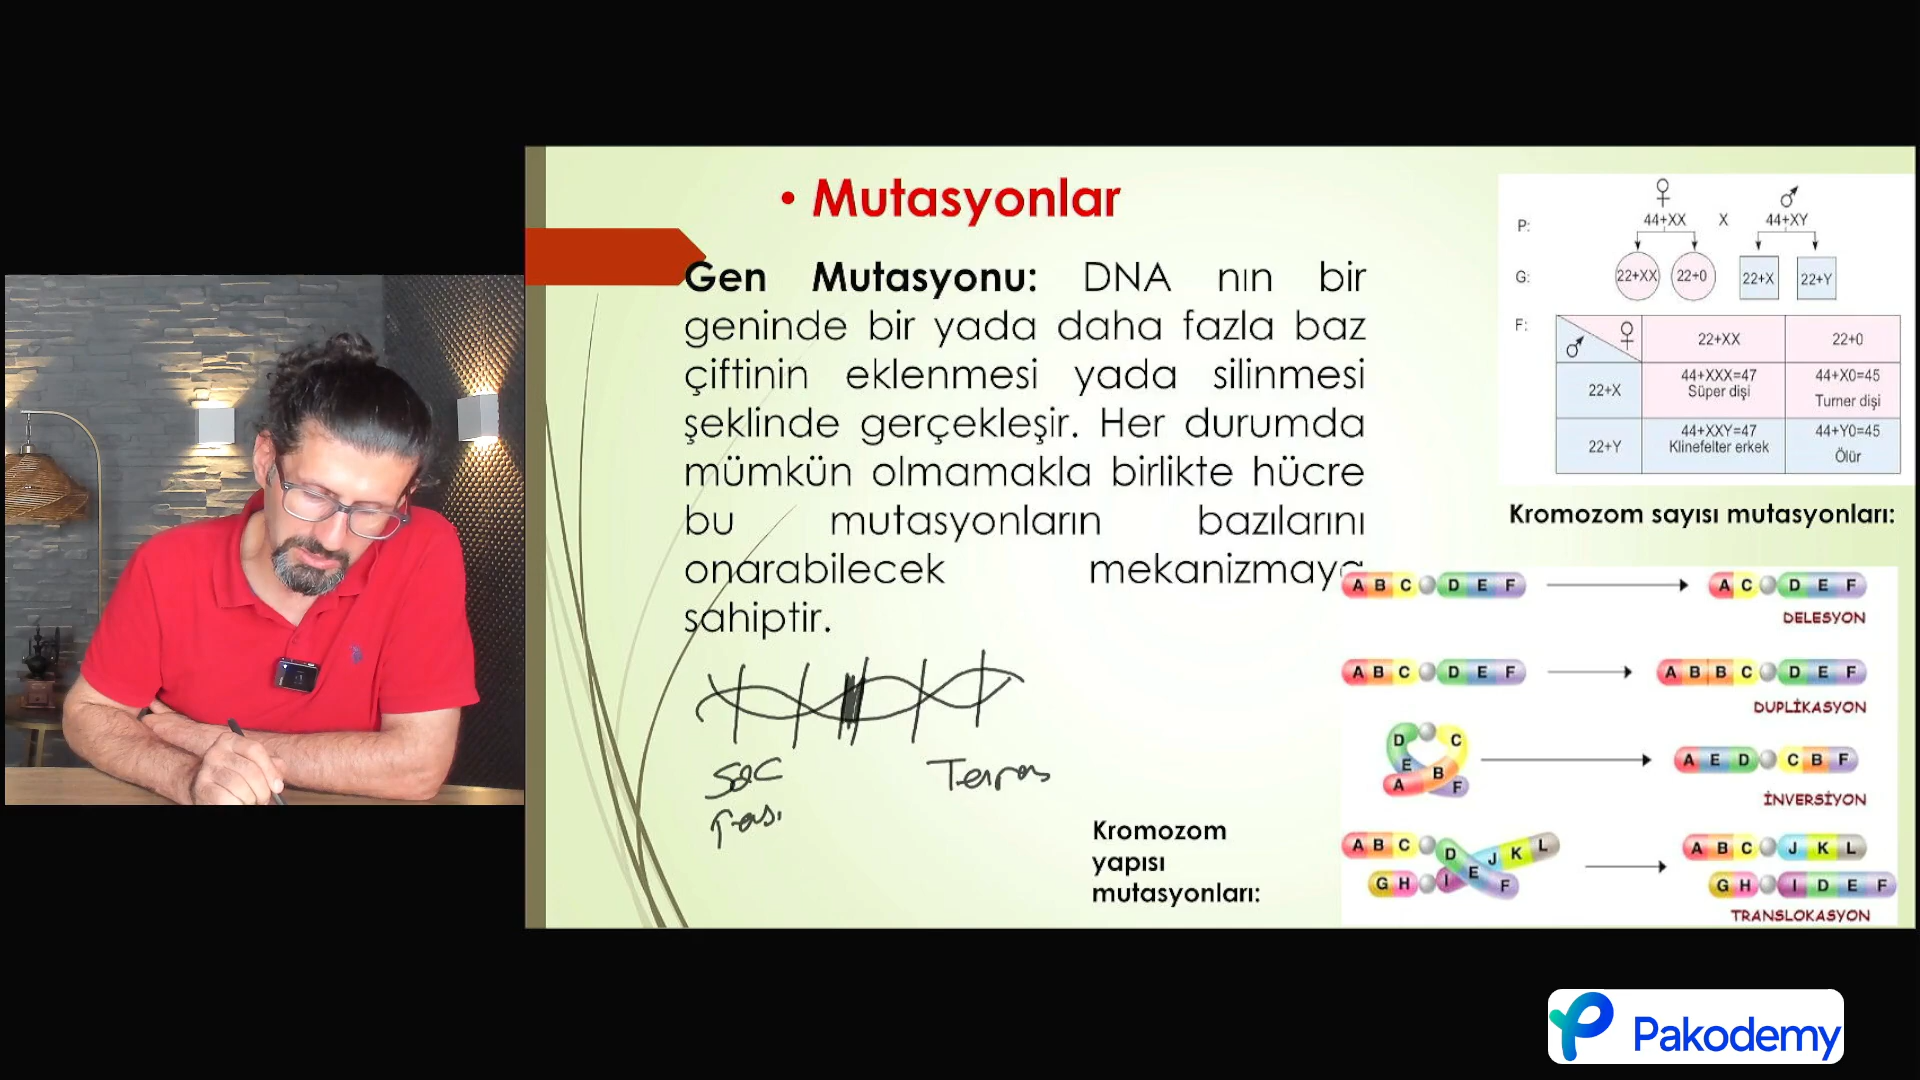 • Mutasyonlar
Gen Mutasyonu: DNA nın bir
geninde bir yada daha fazla baz
çiftinin eklenmesi yada silinmesi
şeklinde gerçekleşir. Her durumda
mümkün olmamakla birlikte hücre
bu mutasyonların bazılarını
onarabilecek mekanizmaya
sahiptir.
Saç
Teras
Kromozom
yapısı
mutasyonları:
P: 44+XX X 44+XY
G: 22+XX 22+0 22+X 22+Y
F:
22+XX 22+0
22+X 44+XXX=47 Süper dişi 44+X0=45 Turner dişi
22+Y 44+XXY=47 Klinefelter erkek 44+Y0=45 Ölür
Kromozom sayısı mutasyonları:
A B C D E F A C D E F
DELESYON
A B C D E F A B B C D E F
DUPLİKASYON
D C E B A F A E D C B F
İNVERSİYON
A B C D E F J K L A B C J K L
G H I G H I D E F
TRANSLOKASYON
Pakodemy